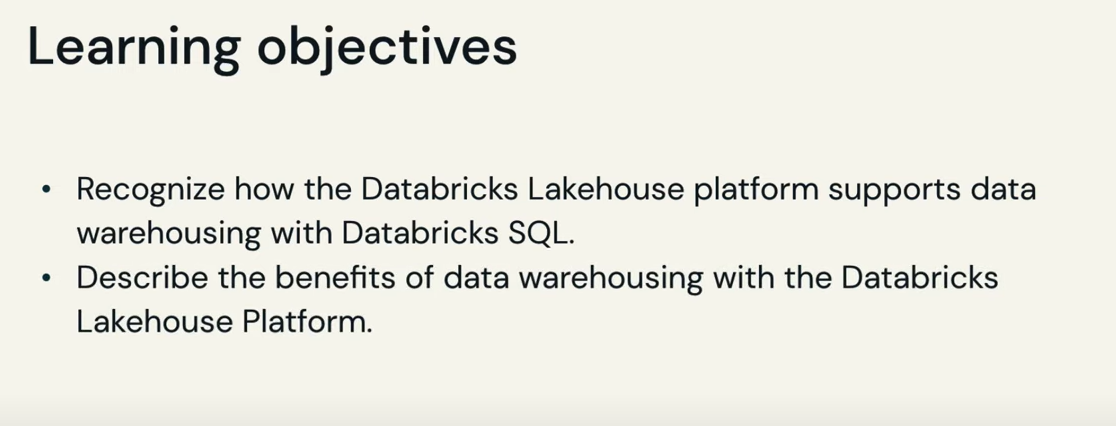 Learning objectives
• Recognize how the Databricks Lakehouse platform supports data
warehousing with Databricks SQL.
• Describe the benefits of data warehousing with the Databricks
Lakehouse Platform.